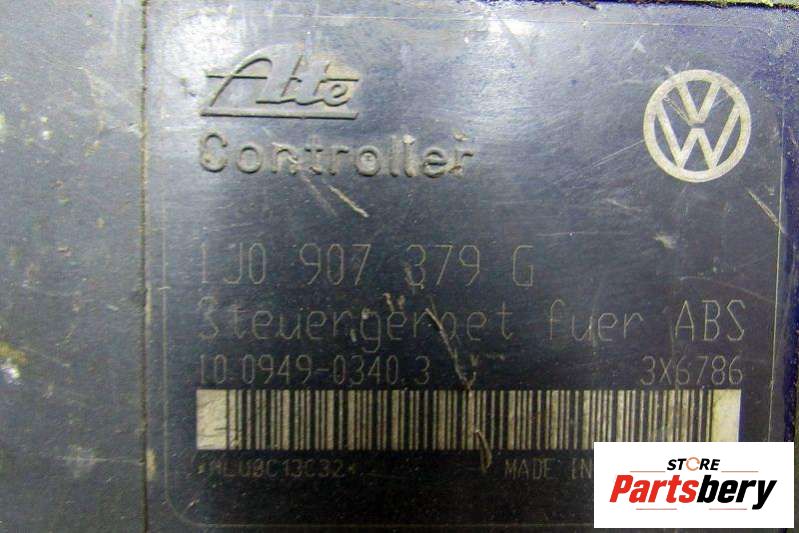 Ate
Controller
1J0 907 379 G
Steuergeraet fuer ABS
10.0949-0340.3 3X6786
MADE IN
STORE
Partsbery